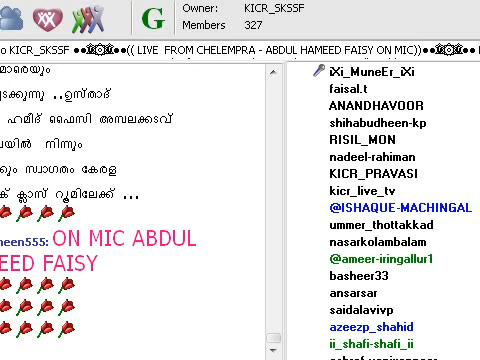 Owner: KICR_SKSSF
Members 327
G
o KICR_SKSSF ●●۞●●(( LIVE FROM CHELEMPRA - ABDUL HAMEED FAISY ON MIC))●●۞●●
മാരെയും
ടക്കുന്നു ..ഉസ്താദ്
ഹമീദ് ഫൈസി അമ്പലക്കടവ്
യിൽ നിന്നും
ക്കും സ്വാഗതം കേരള
ക് ക്ലാസ് റൂമിലേക്ക് ...
heen555: ON MIC ABDUL
EED FAISY
iXi_MuneEr_iXi
faisal.t
ANANDHAVOOR
shihabudheen-kp
RISIL_MON
nadeel-rahiman
KICR_PRAVASI
kicr_live_tv
@ISHAQUE-MACHINGAL
ummer_thottakkad
nasarkolambalam
@ameer-iringallur1
basheer33
ansarsar
saidalavivp
azeezp_shahid
ii_shafi-shafi_ii